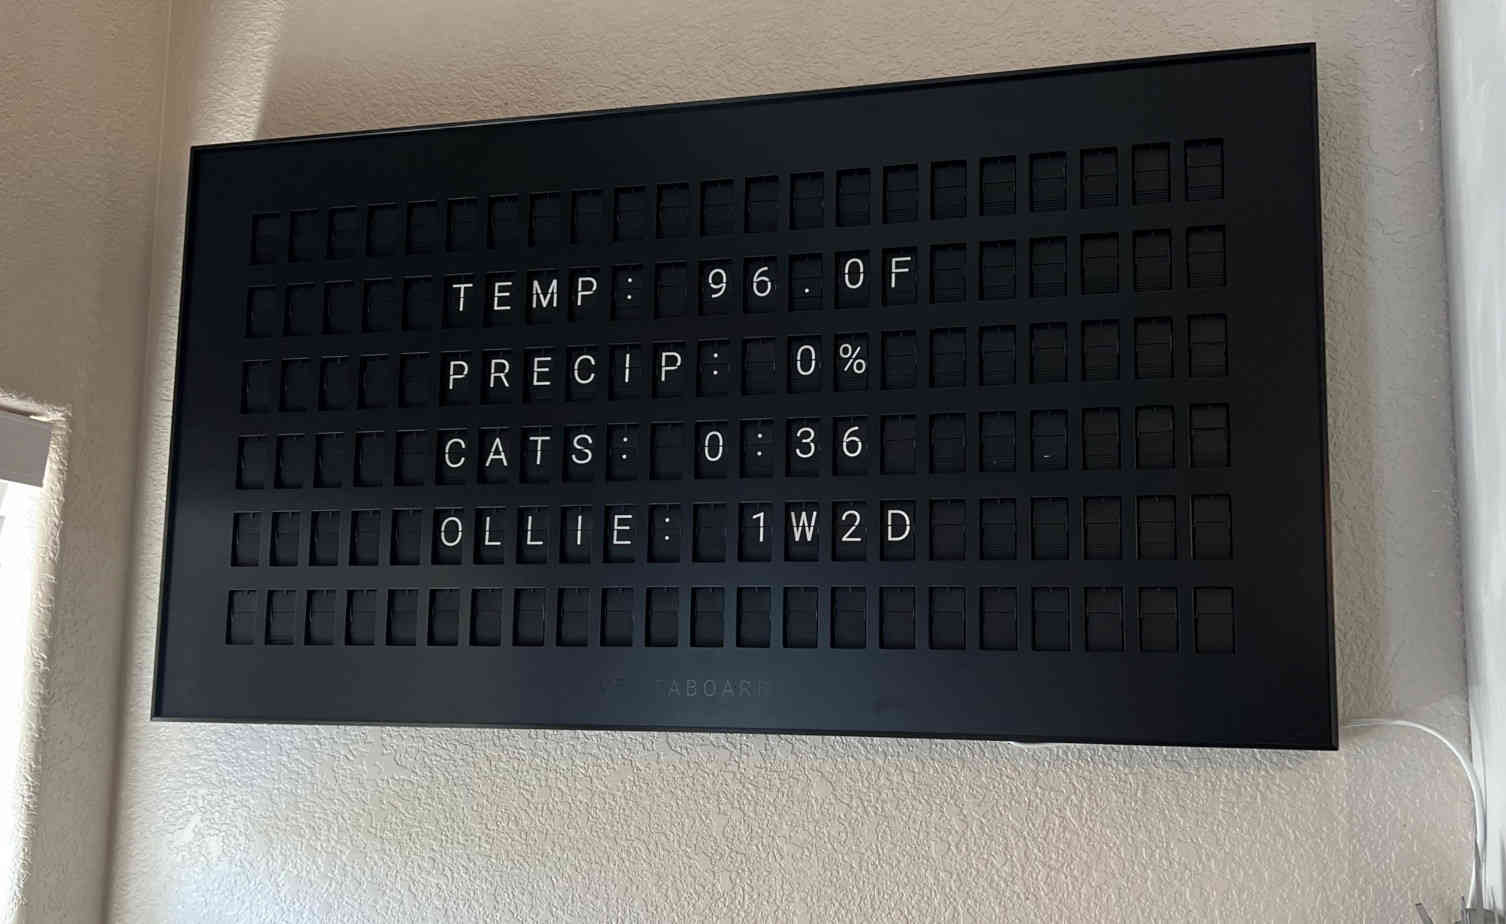 TEMP: 96.0F
PRECIP: 0%
CATS: 0:36
OLLIE: 1W2D